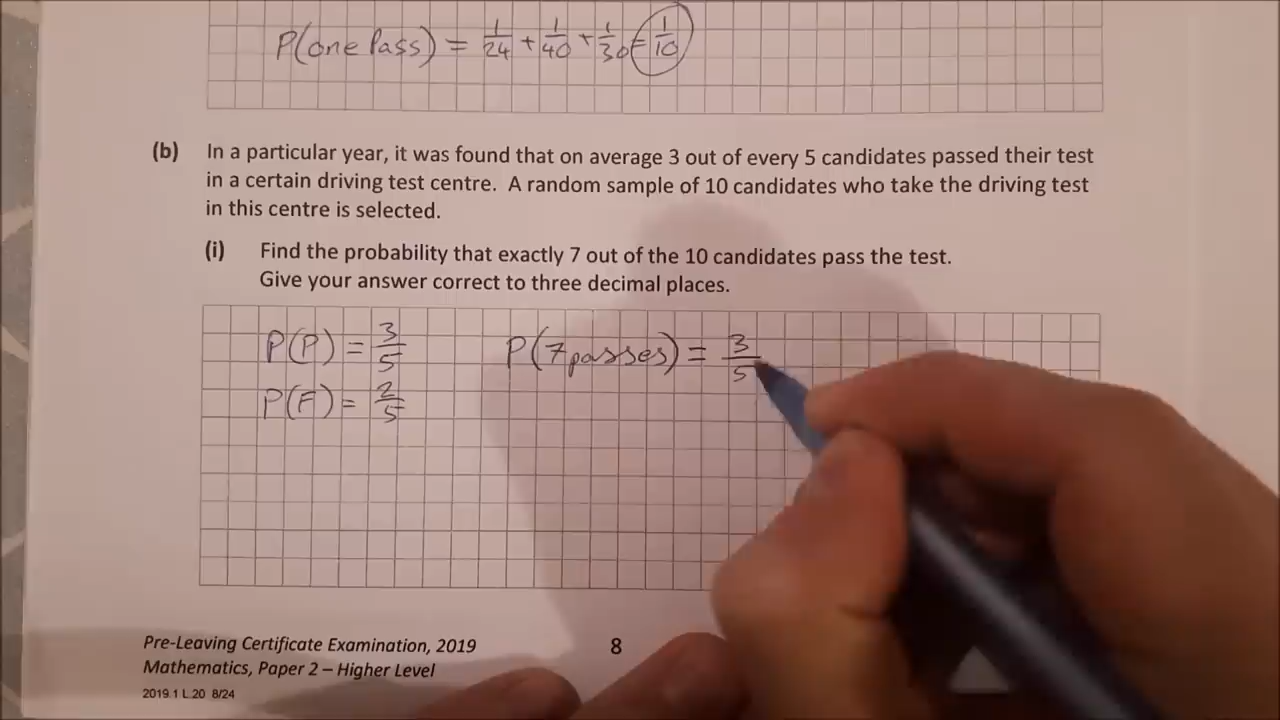 P(one Pass) = 1/24 + 1/40 + 1/30 = 1/10
(b) In a particular year, it was found that on average 3 out of every 5 candidates passed their test
in a certain driving test centre. A random sample of 10 candidates who take the driving test
in this centre is selected.
(i) Find the probability that exactly 7 out of the 10 candidates pass the test.
Give your answer correct to three decimal places.
P(P) = 3/5
P(F) = 2/5
P(7 passes) = 3/5
Pre-Leaving Certificate Examination, 2019
Mathematics, Paper 2 – Higher Level
2019.1 L.20 8/24
8